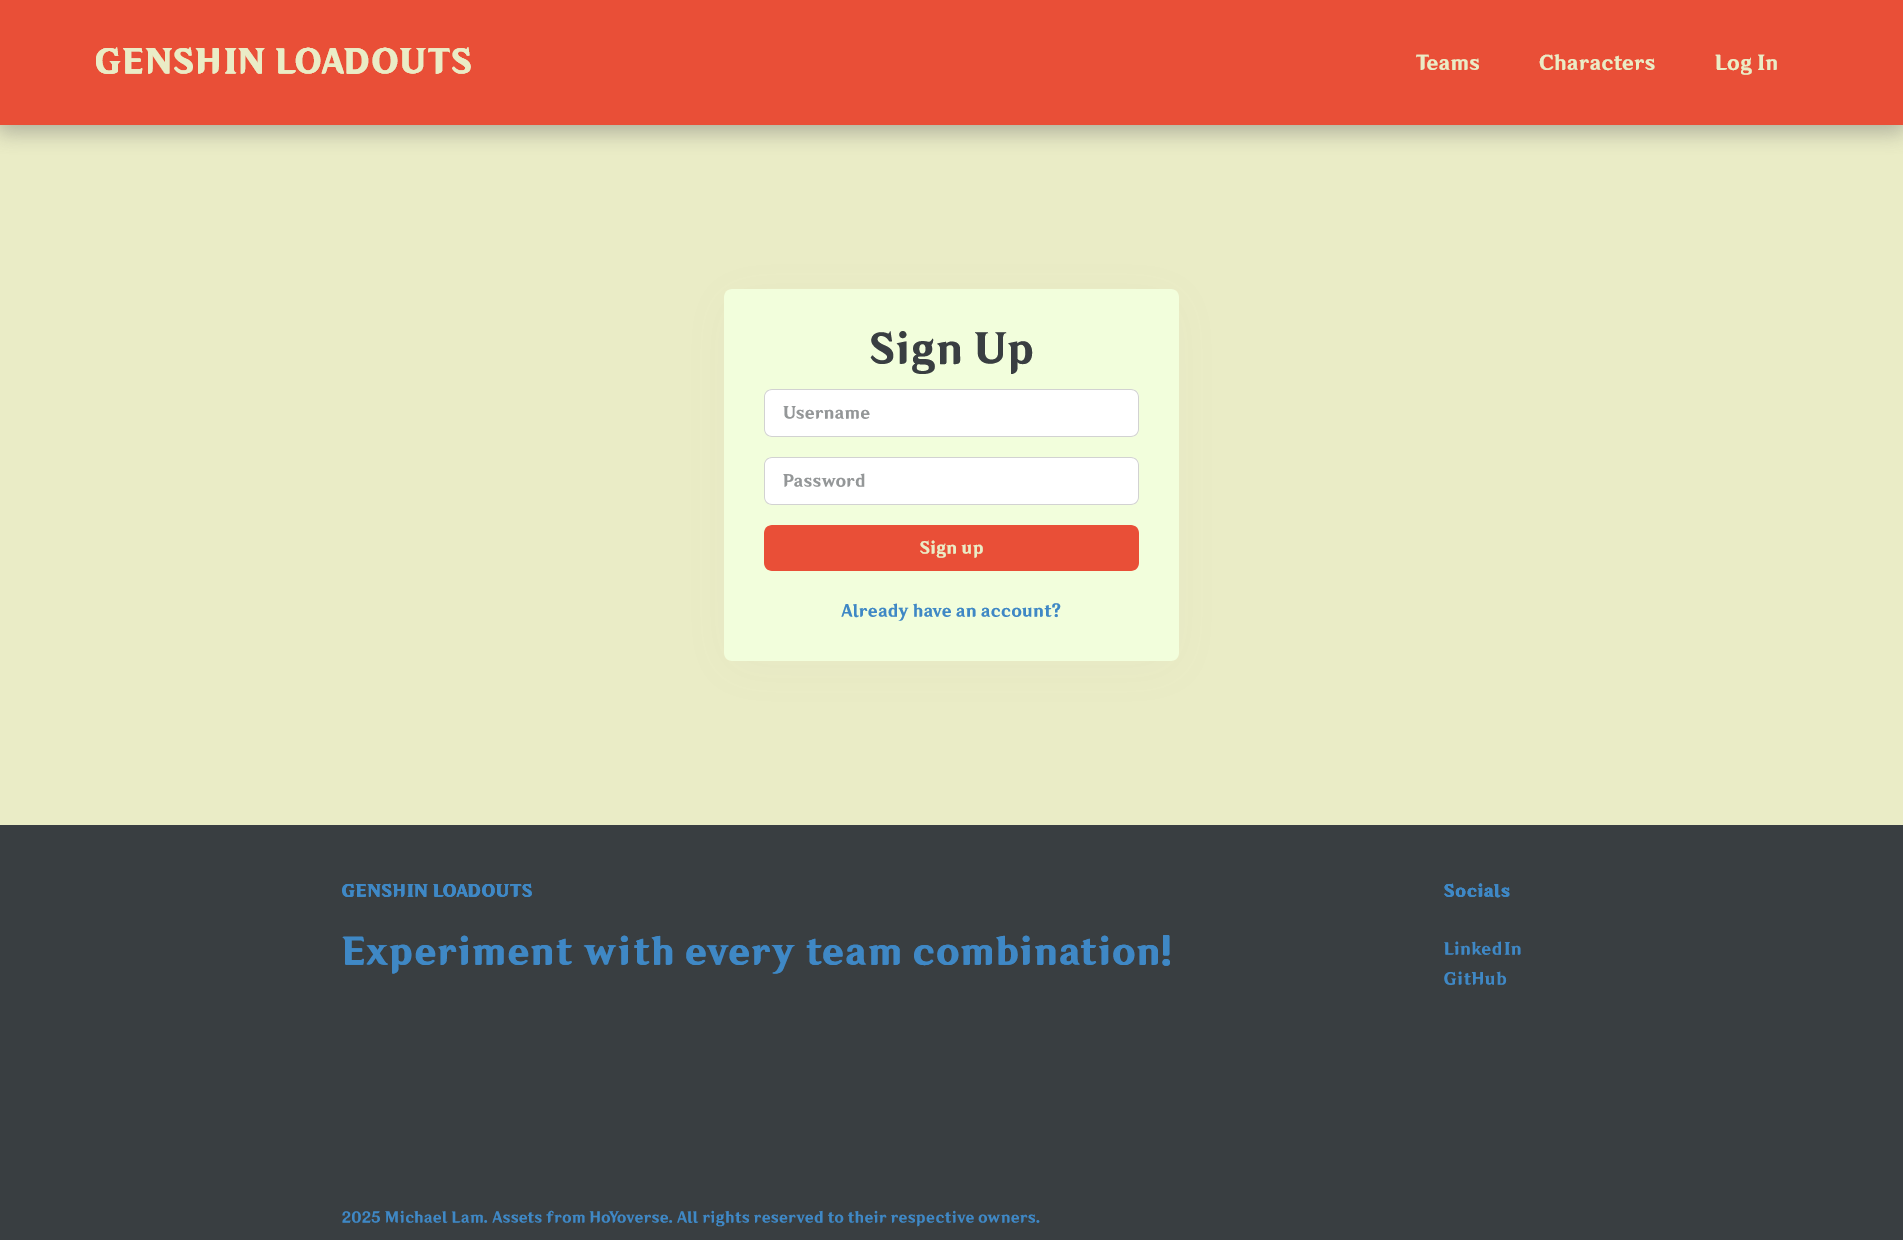 GENSHIN LOADOUTS
Teams
Characters
Log In
Sign Up
Username
Password
Sign up
Already have an account?
GENSHIN LOADOUTS
Experiment with every team combination!
Socials
LinkedIn
GitHub
2025 Michael Lam. Assets from HoYoverse. All rights reserved to their respective owners.